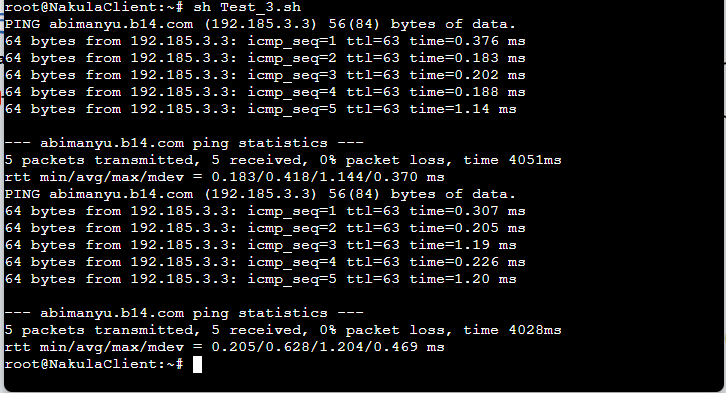 root@NakulaClient:~# sh Test_3.sh
PING abimanyu.b14.com (192.185.3.3) 56(84) bytes of data.
64 bytes from 192.185.3.3: icmp_seq=1 ttl=63 time=0.376 ms
64 bytes from 192.185.3.3: icmp_seq=2 ttl=63 time=0.183 ms
64 bytes from 192.185.3.3: icmp_seq=3 ttl=63 time=0.202 ms
64 bytes from 192.185.3.3: icmp_seq=4 ttl=63 time=0.188 ms
64 bytes from 192.185.3.3: icmp_seq=5 ttl=63 time=1.14 ms

--- abimanyu.b14.com ping statistics ---
5 packets transmitted, 5 received, 0% packet loss, time 4051ms
rtt min/avg/max/mdev = 0.183/0.418/1.144/0.370 ms
PING abimanyu.b14.com (192.185.3.3) 56(84) bytes of data.
64 bytes from 192.185.3.3: icmp_seq=1 ttl=63 time=0.307 ms
64 bytes from 192.185.3.3: icmp_seq=2 ttl=63 time=0.205 ms
64 bytes from 192.185.3.3: icmp_seq=3 ttl=63 time=1.19 ms
64 bytes from 192.185.3.3: icmp_seq=4 ttl=63 time=0.226 ms
64 bytes from 192.185.3.3: icmp_seq=5 ttl=63 time=1.20 ms

--- abimanyu.b14.com ping statistics ---
5 packets transmitted, 5 received, 0% packet loss, time 4028ms
rtt min/avg/max/mdev = 0.205/0.628/1.204/0.469 ms
root@NakulaClient:~#